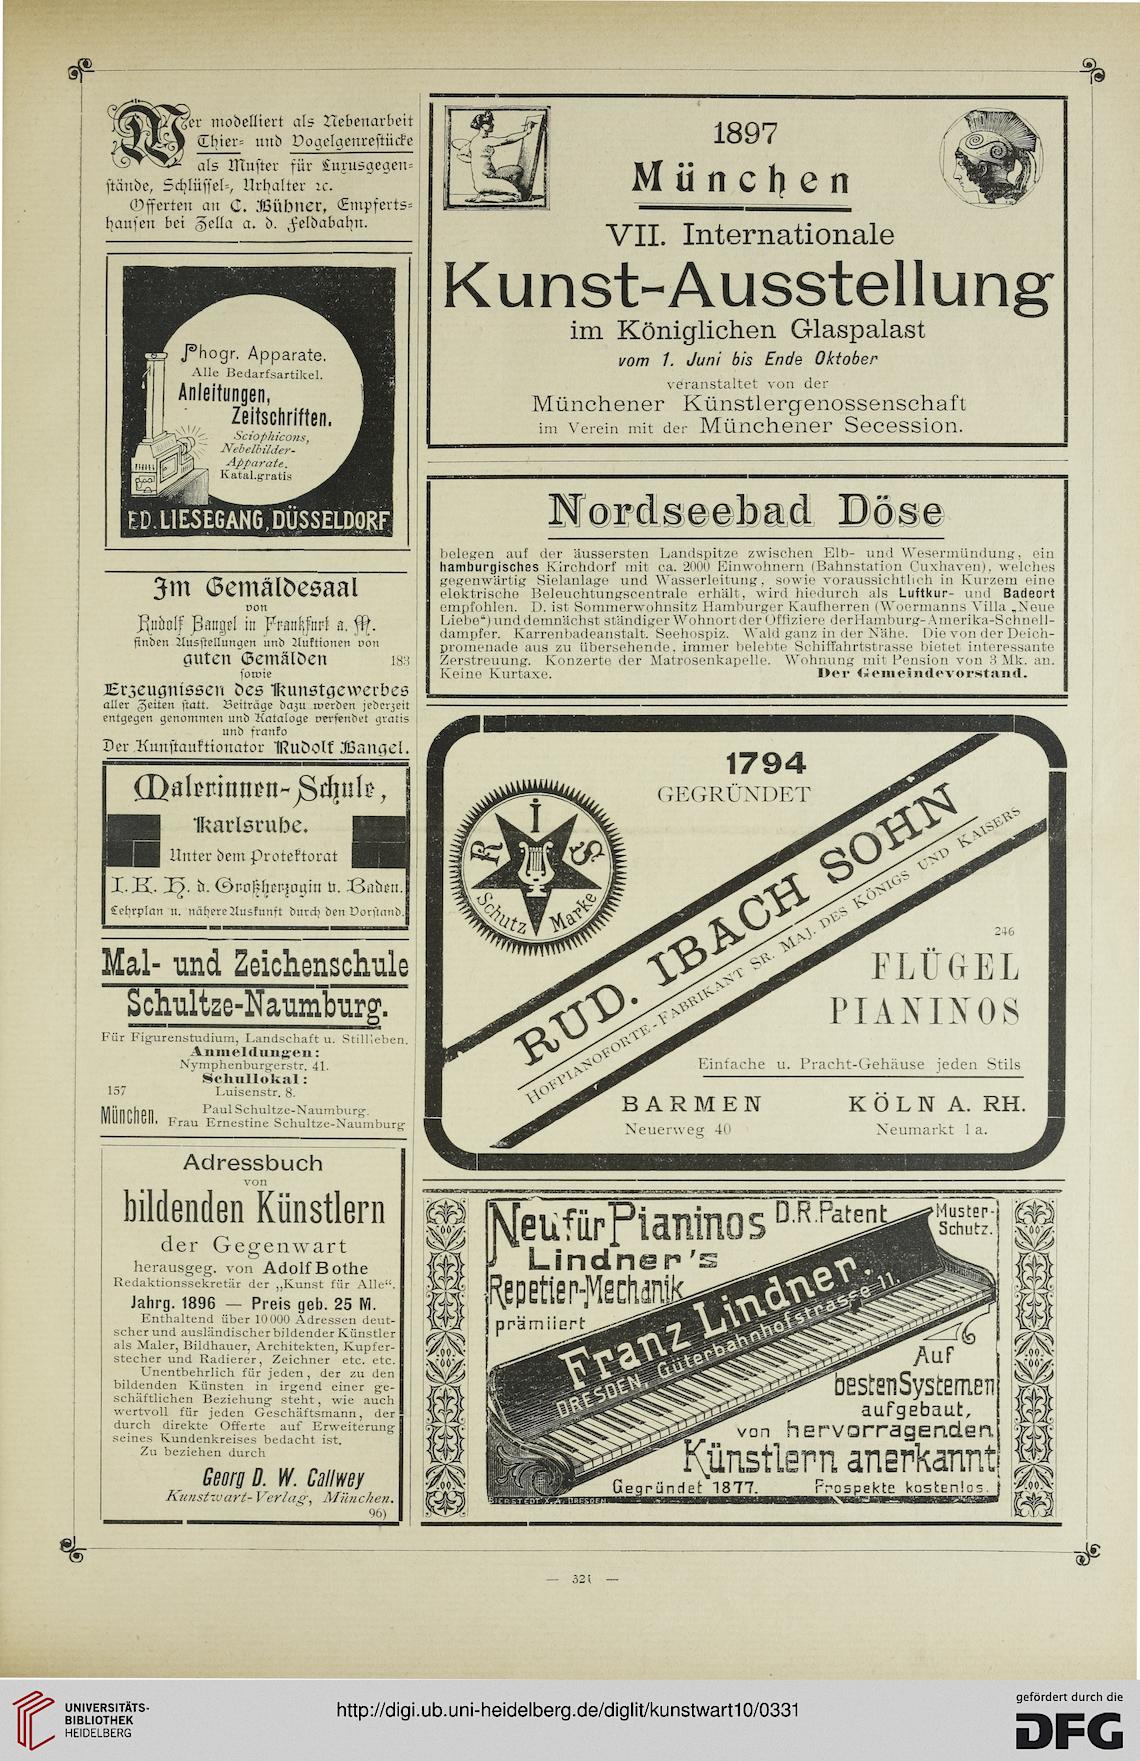 Wer modelliert als Nebenarbeit
Thier- und Vogelgenrestücke
als Muster für Luxusgegen-
stände, Schlüssel-, Urhalter ꝛc.
Offerten an C. Bühner, Empferts-
hausen bei Zella a. d. Feldabahn.
Phogr. Apparate.
Alle Bedarfsartikel.
Anleitungen,
Zeitschriften.
Sciophicons,
Nebelbilder-
Apparate.
Katal.gratis
ED. LIESEGANG, DÜSSELDORF
Im Gemäldesaal
von
Rudolf Bangel in Frankfurt a. M.
finden Ausstellungen und Auktionen von
guten Gemälden 183
sowie
Erzeugnissen des Kunstgewerbes
aller Zeiten statt. Beiträge dazu werden jederzeit
entgegen genommen und Kataloge versendet gratis
und franko
Der Kunstauktionator Rudolf Bangel.
Malerinnen-Schule,
Karlsruhe.
Unter dem Protektorat
I. K. H. d. Großherzogin v. Baden.
Lehrplan u. nähere Auskunft durch den Vorstand.
Mal- und Zeichenschule
Schultze-Naumburg.
Für Figurenstudium, Landschaft u. Stillleben.
Anmeldungen:
Nymphenburgerstr. 41.
Schullokal:
157 Luisenstr. 8.
München. Paul Schultze-Naumburg.
Frau Ernestine Schultze-Naumburg
Adressbuch
von
bildenden Künstlern
der Gegenwart
herausgeg. von Adolf Bothe
Redaktionssekretär der „Kunst für Alle“.
Jahrg. 1896 — Preis geb. 25 M.
Enthaltend über 10000 Adressen deut-
scher und ausländischer bildender Künstler
als Maler, Bildhauer, Architekten, Kupfer-
stecher und Radierer, Zeichner etc. etc.
Unentbehrlich für jeden, der zu den
bildenden Künsten in irgend einer ge-
schäftlichen Beziehung steht, wie auch
wertvoll für jeden Geschäftsmann, der
durch direkte Offerte auf Erweiterung
seines Kundenkreises bedacht ist.
Zu beziehen durch
Georg D. W. Callwey
Kunstwart-Verlag, München.
96)
1897
München
VII. Internationale
Kunst-Ausstellung
im Königlichen Glaspalast
vom 1. Juni bis Ende Oktober
veranstaltet von der
Münchener Künstlergenossenschaft
im Verein mit der Münchener Secession.
Nordseebad Döse
belegen auf der äussersten Landspitze zwischen Elb- und Wesermündung, ein
hamburgisches Kirchdorf mit ca. 2000 Einwohnern (Bahnstation Cuxhaven), welches
gegenwärtig Sielanlage und Wasserleitung, sowie voraussichtlich in Kurzem eine
elektrische Beleuchtungscentrale erhält, wird hiedurch als Luftkur- und Badeort
empfohlen. D. ist Sommerwohnsitz Hamburger Kaufherren (Woermanns Villa „Neue
Liebe“) und demnächst ständiger Wohnort der Offiziere der Hamburg-Amerika-Schnell-
dampfer. Karrenbadeanstalt. Seehospiz. Wald ganz in der Nähe. Die von der Deich-
promenade aus zu übersehende, immer belebte Schiffahrtstrasse bietet interessante
Zerstreuung. Konzerte der Matrosenkapelle. Wohnung mit Pension von 3 Mk. an.
Keine Kurtaxe. Der Gemeindevorstand.
1794
GEGRÜNDET
IRIS
Schutz Marke
RUD. IBACH SOHN
HOFPIANOFORTE-FABRIKANT SR. MAJ. DES KÖNIGS UND KAISERS
246
FLÜGEL
PIANINOS
Einfache u. Pracht-Gehäuse jeden Stils
BARMEN KÖLN A. RH.
Neuerweg 40 Neumarkt 1 a.
Neu für Pianinos D.R.Patent Muster-
Schutz.
Lindner's
Repetier-Mechanik
prämiiert
Franz Lindner.
DRESDEN, Güterbahnhofstrasse 11.
Auf
besten Systemen
aufgebaut,
von hervorragenden
Künstlern anerkannt
Gegründet 1877. Prospekte kostenlos.
BIERSTEDT X.A. DRESDEN
— 321 —
UNIVERSITÄTS-
BIBLIOTHEK
HEIDELBERG
http://digi.ub.uni-heidelberg.de/diglit/kunstwart10/0331
gefördert durch die
DFG